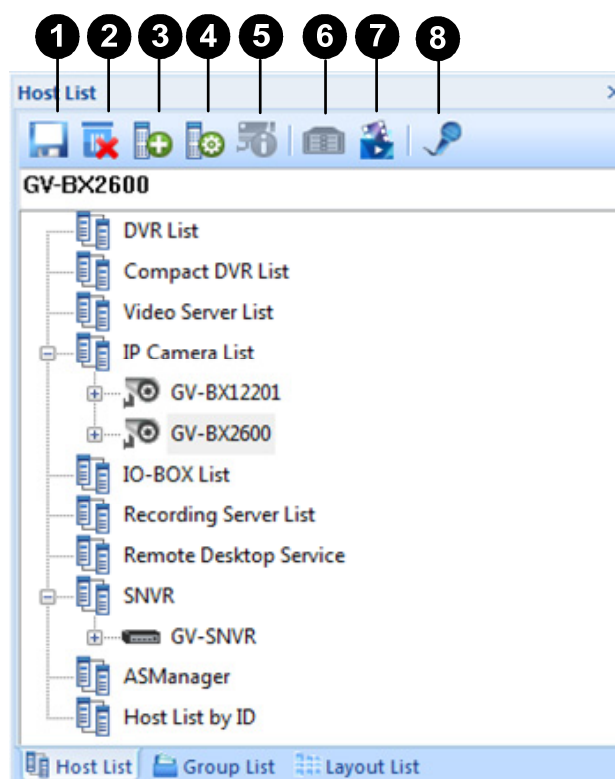 1 2 3 4 5 6 7 8
Host List
GV-BX2600
DVR List
Compact DVR List
Video Server List
IP Camera List
GV-BX12201
GV-BX2600
IO-BOX List
Recording Server List
Remote Desktop Service
SNVR
GV-SNVR
ASManager
Host List by ID
Host List Group List Layout List